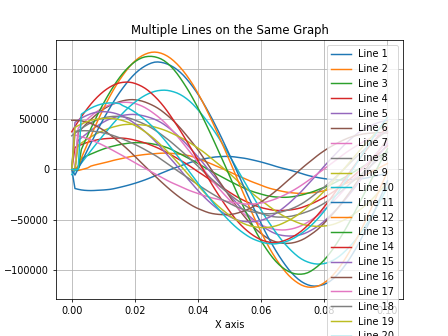 Multiple Lines on the Same Graph
100000
50000
0
−50000
−100000
0.00
0.02
0.04
0.06
0.08
0.10
X axis
Line 1
Line 2
Line 3
Line 4
Line 5
Line 6
Line 7
Line 8
Line 9
Line 10
Line 11
Line 12
Line 13
Line 14
Line 15
Line 16
Line 17
Line 18
Line 19
Line 20